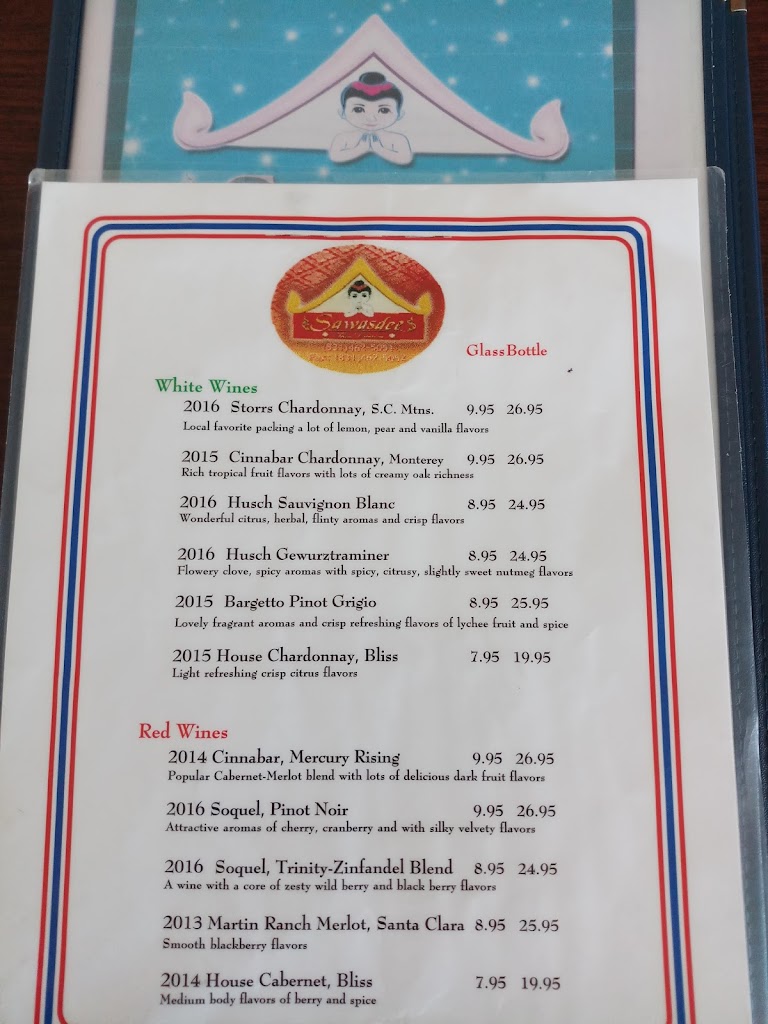 Sawasdee
Glass Bottle
White Wines
2016 Storrs Chardonnay, S.C. Mtns. 9.95 26.95
Local favorite packing a lot of lemon, pear and vanilla flavors
2015 Cinnabar Chardonnay, Monterey 9.95 26.95
Rich tropical fruit flavors with lots of creamy oak richness
2016 Husch Sauvignon Blanc 8.95 24.95
Wonderful citrus, herbal, flinty aromas and crisp flavors
2016 Husch Gewurztraminer 8.95 24.95
Flowery clove, spicy aromas with spicy, citrusy, slightly sweet nutmeg flavors
2015 Bargetto Pinot Grigio 8.95 25.95
Lovely fragrant aromas and crisp refreshing flavors of lychee fruit and spice
2015 House Chardonnay, Bliss 7.95 19.95
Light refreshing crisp citrus flavors
Red Wines
2014 Cinnabar, Mercury Rising 9.95 26.95
Popular Cabernet-Merlot blend with lots of delicious dark fruit flavors
2016 Soquel, Pinot Noir 9.95 26.95
Attractive aromas of cherry, cranberry and with silky velvety flavors
2016 Soquel, Trinity-Zinfandel Blend 8.95 24.95
A wine with a core of zesty wild berry and black berry flavors
2013 Martin Ranch Merlot, Santa Clara 8.95 25.95
Smooth blackberry flavors
2014 House Cabernet, Bliss 7.95 19.95
Medium body flavors of berry and spice